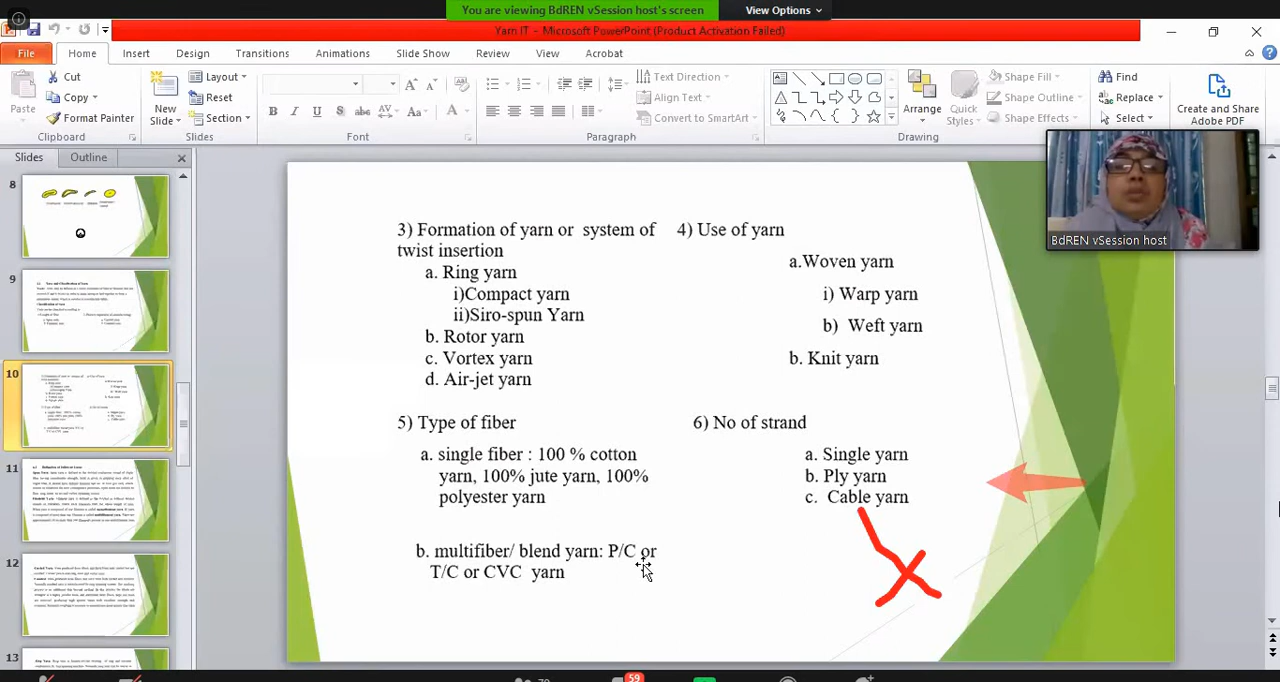 You are viewing BdREN vSession host's screen
View Options
Yarn IT - Microsoft PowerPoint (Product Activation Failed)
File
Home
Insert
Design
Transitions
Animations
Slide Show
Review
View
Acrobat
Paste
Cut
Copy
Format Painter
Clipboard
New Slide
Layout
Reset
Section
Slides
Font
Text Direction
Align Text
Convert to SmartArt
Paragraph
Arrange
Quick Styles
Shape Fill
Shape Outline
Shape Effects
Drawing
Find
Replace
Select
Create and Share
Adobe PDF
Slides
Outline
8
9
10
11
12
13
BdREN vSession host
3) Formation of yarn or system of
twist insertion
a. Ring yarn
i)Compact yarn
ii)Siro-spun Yarn
b. Rotor yarn
c. Vortex yarn
d. Air-jet yarn
4) Use of yarn
a.Woven yarn
i) Warp yarn
b) Weft yarn
b. Knit yarn
5) Type of fiber
a. single fiber : 100 % cotton
yarn, 100% jute yarn, 100%
polyester yarn
b. multifiber/ blend yarn: P/C or
T/C or CVC yarn
6) No of strand
a. Single yarn
b. Ply yarn
c. Cable yarn
59